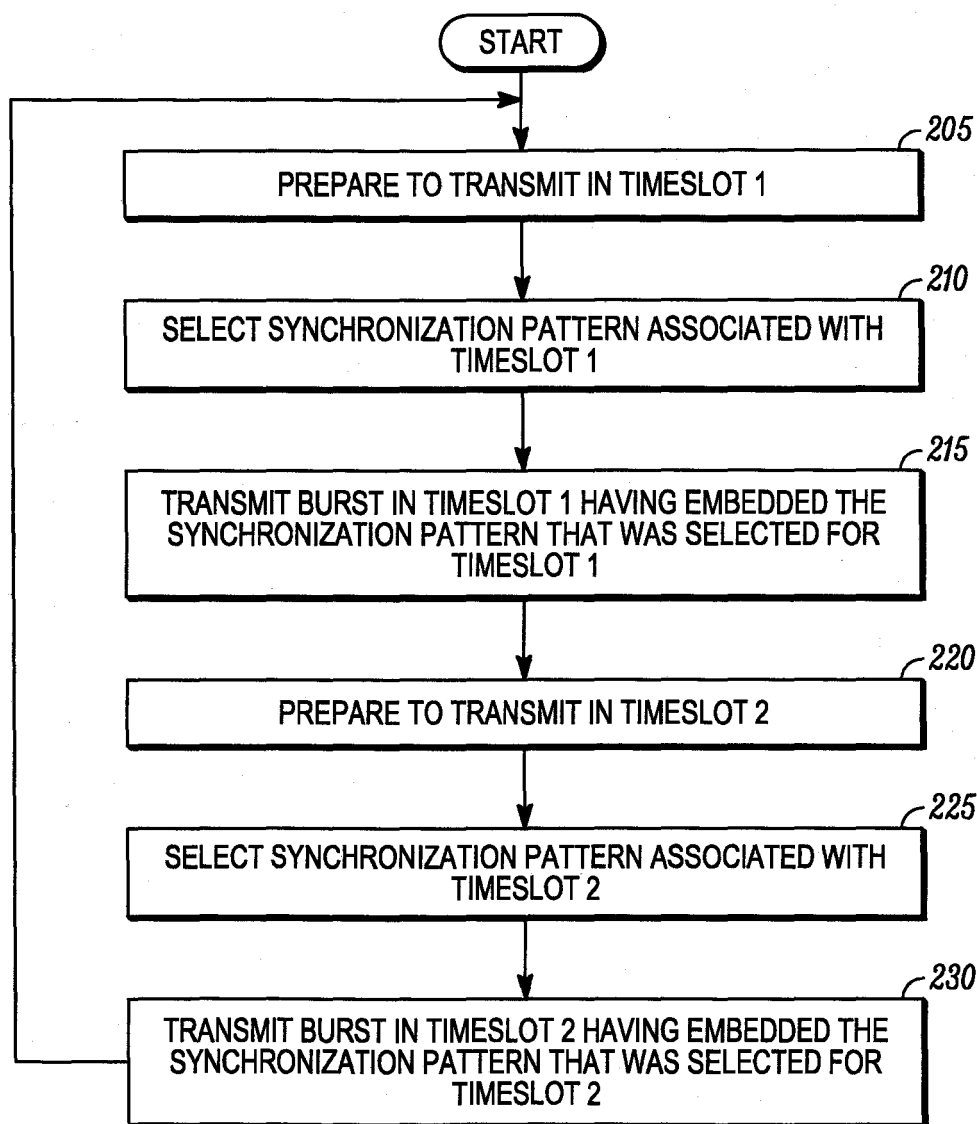 START
205
PREPARE TO TRANSMIT IN TIMESLOT 1
210
SELECT SYNCHRONIZATION PATTERN ASSOCIATED WITH
TIMESLOT 1
215
TRANSMIT BURST IN TIMESLOT 1 HAVING EMBEDDED THE
SYNCHRONIZATION PATTERN THAT WAS SELECTED FOR
TIMESLOT 1
220
PREPARE TO TRANSMIT IN TIMESLOT 2
225
SELECT SYNCHRONIZATION PATTERN ASSOCIATED WITH
TIMESLOT 2
230
TRANSMIT BURST IN TIMESLOT 2 HAVING EMBEDDED THE
SYNCHRONIZATION PATTERN THAT WAS SELECTED FOR
TIMESLOT 2